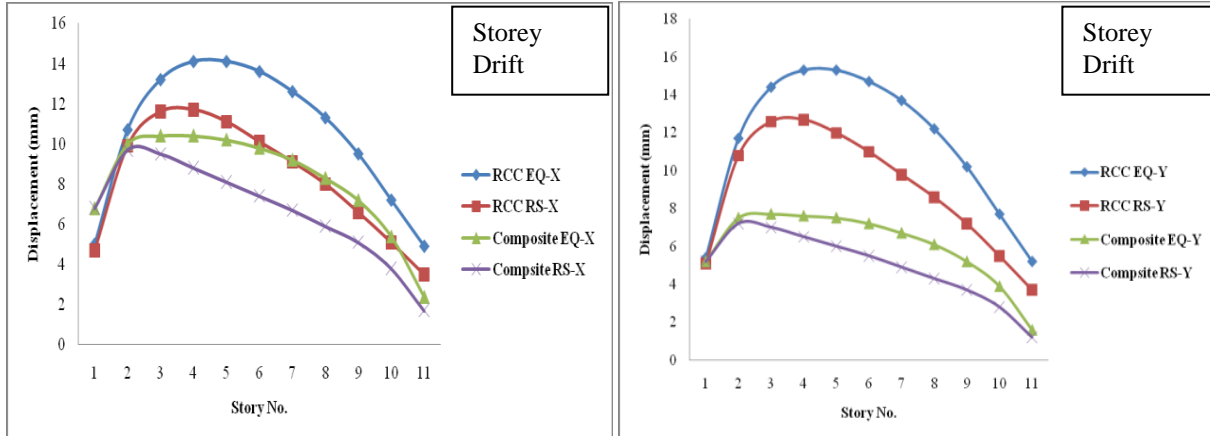 Storey
Drift
16
14
12
10
8
6
4
2
0
Displacement (mm)
1 2 3 4 5 6 7 8 9 10 11
Story No.
RCC EQ-X
RCC RS-X
Composite EQ-X
Compsite RS-X
Storey
Drift
18
16
14
12
10
8
6
4
2
0
Displacement (mm)
1 2 3 4 5 6 7 8 9 10 11
Story No.
RCC EQ-Y
RCC RS-Y
Composite EQ-Y
Compsite RS-Y